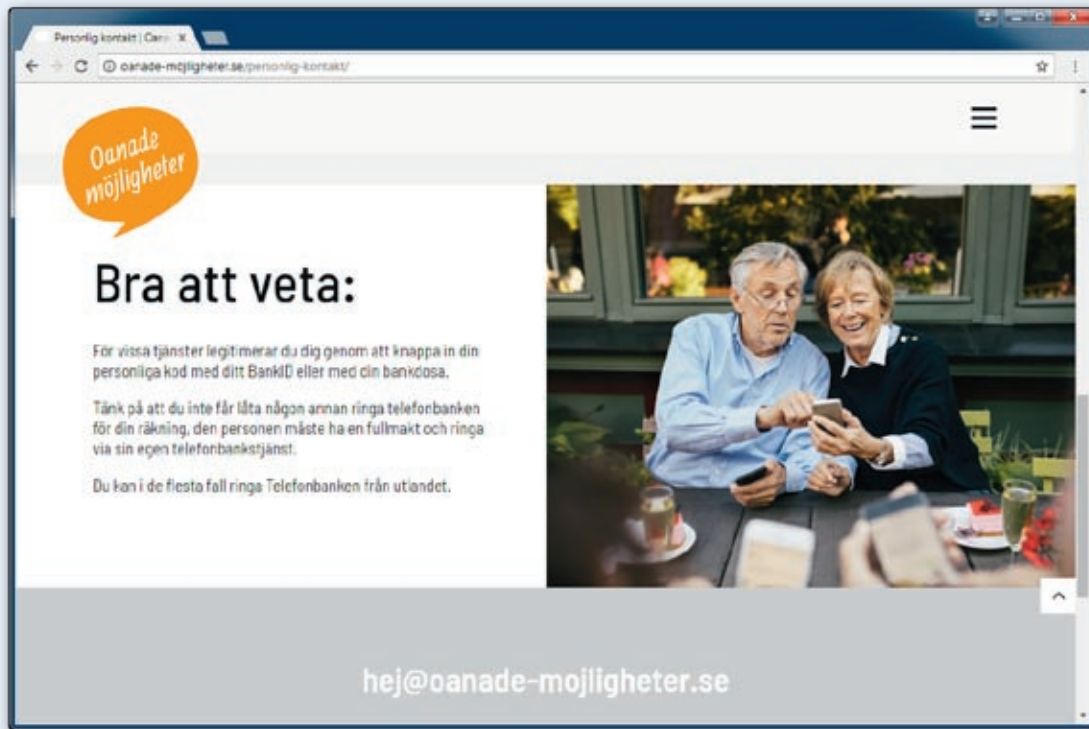 Personlig kontakt | Oana
oanade-möjligheter.se/personlig-kontakt/
Oanade
möjligheter
Bra att veta:
För vissa tjänster legitimerar du dig genom att knappa in din
personliga kod med ditt BankID eller med din bankdosa.
Tänk på att du inte får låta någon annan ringa telefonbanken
för din räkning, den personen måste ha en fullmakt och ringa
via sin egen telefonbankstjänst.
Du kan i de flesta fall ringa Telefonbanken från utlandet.
hej@oanade-mojligheter.se